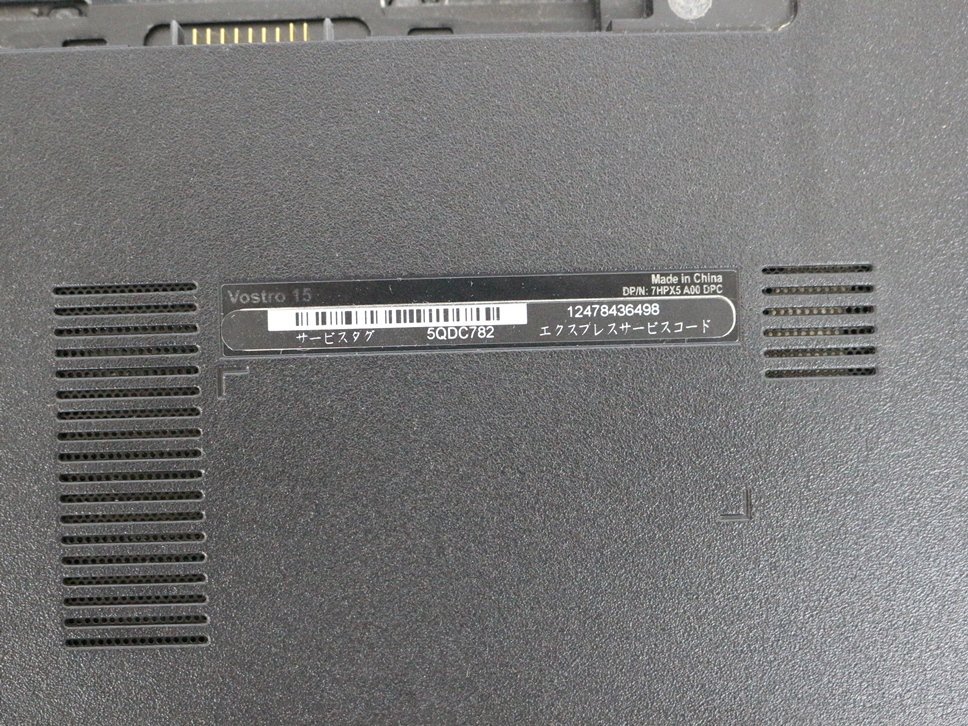 Vostro 15
Made in China
DP/N: 7HPX5 A00 DPC
サービスタグ 5QDC782
12478436498
エクスプレスサービスコード